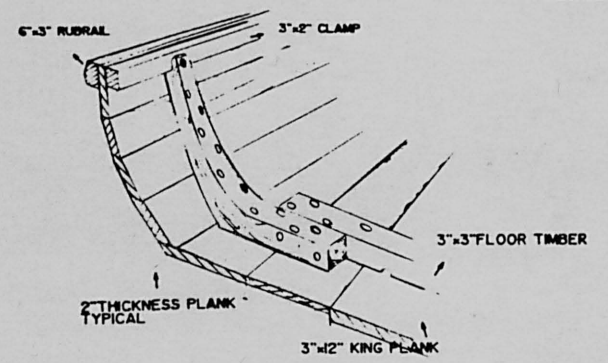 6"x3" RUBRAIL
3"x2" CLAMP
3"x3" FLOOR TIMBER
2" THICKNESS PLANK
TYPICAL
3"x12" KING PLANK